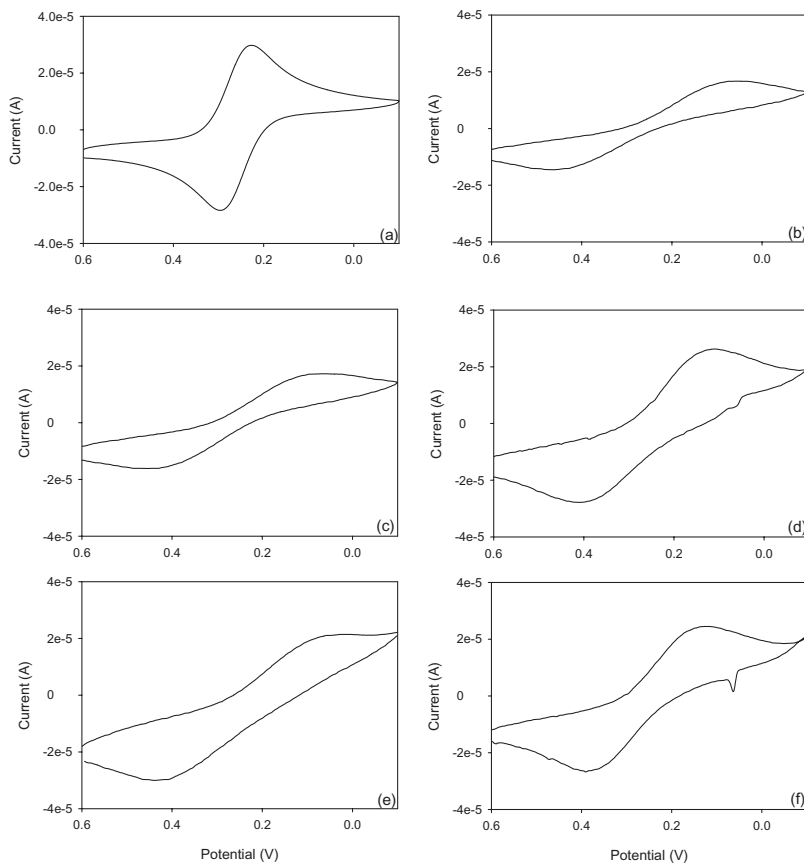 4.0e-5
2.0e-5
0.0
-2.0e-5
-4.0e-5
Current (A)
0.6 0.4 0.2 0.0
(a)
4e-5
2e-5
0
-2e-5
-4e-5
Current (A)
0.6 0.4 0.2 0.0
(b)
4e-5
2e-5
0
-2e-5
-4e-5
Current (A)
0.6 0.4 0.2 0.0
(c)
4e-5
2e-5
0
-2e-5
-4e-5
Current (A)
0.6 0.4 0.2 0.0
(d)
4e-5
2e-5
0
-2e-5
-4e-5
Current (A)
0.6 0.4 0.2 0.0
(e)
Potential (V)
4e-5
2e-5
0
-2e-5
-4e-5
Current (A)
0.6 0.4 0.2 0.0
(f)
Potential (V)